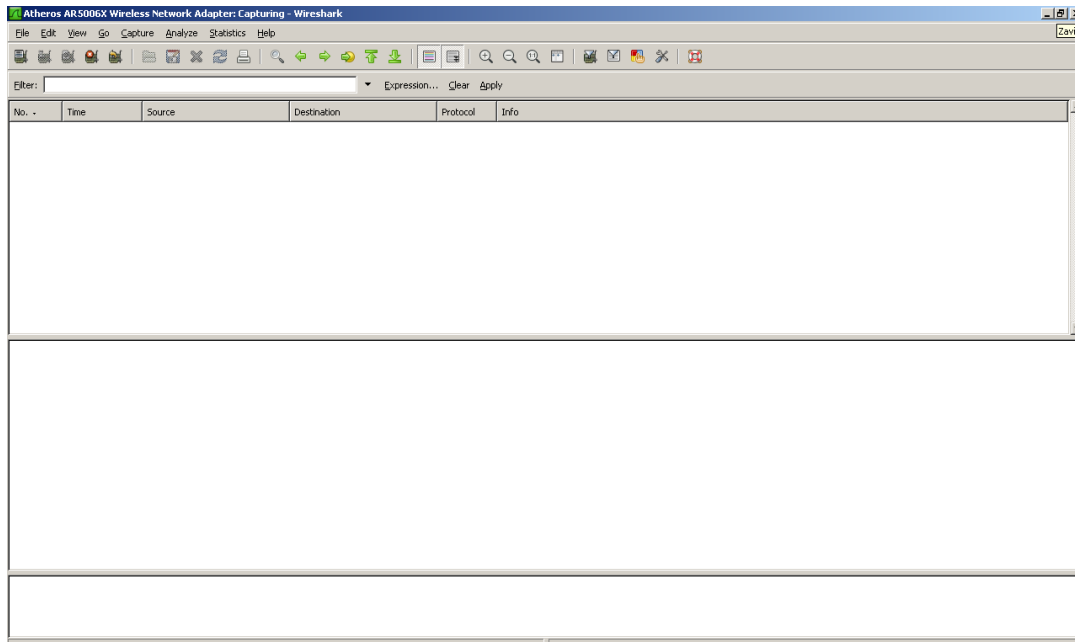 Atheros AR5006X Wireless Network Adapter: Capturing - Wireshark
File Edit View Go Capture Analyze Statistics Help
Zavi
Filter: Expression... Clear Apply
No. Time Source Destination Protocol Info